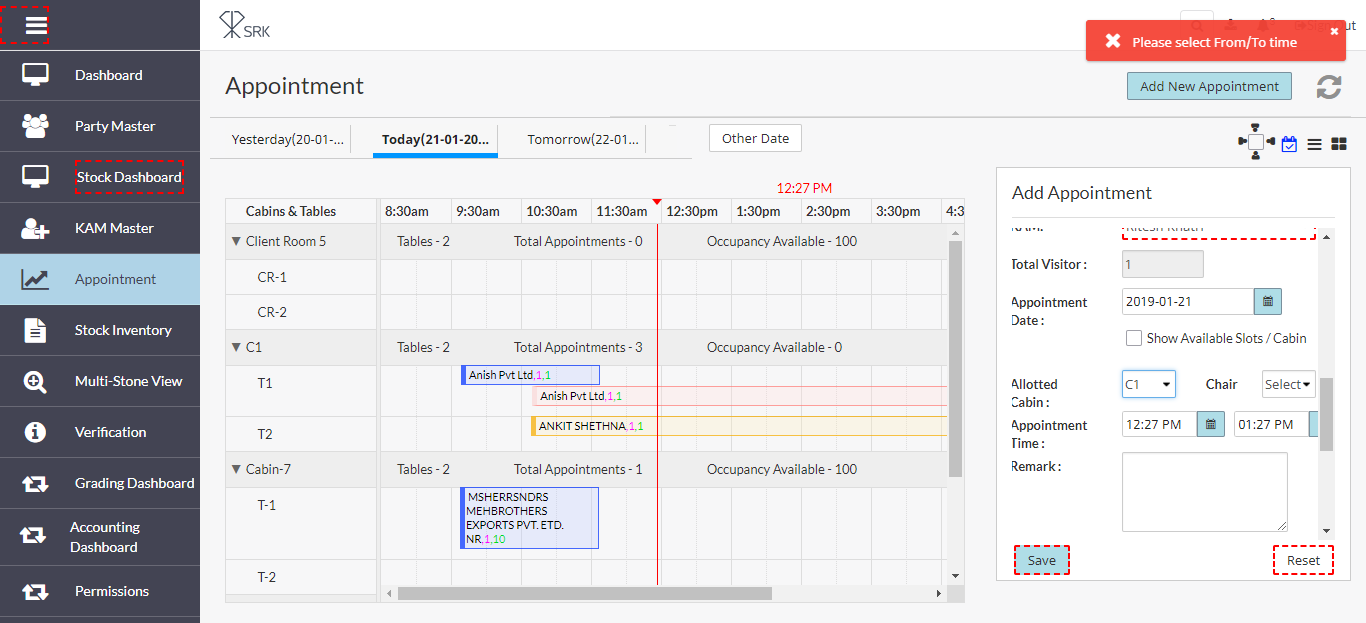 SRK
Please select From/To time
Dashboard
Party Master
Stock Dashboard
KAM Master
Appointment
Stock Inventory
Multi-Stone View
Verification
Grading Dashboard
Accounting
Dashboard
Permissions
Appointment
Add New Appointment
Yesterday(20-01-...
Today(21-01-20...
Tomorrow(22-01...
Other Date
12:27 PM
Cabins & Tables 8:30am 9:30am 10:30am 11:30am 12:30pm 1:30pm 2:30pm 3:30pm 4:3
Client Room 5 Tables - 2 Total Appointments - 0 Occupancy Available - 100
CR-1
CR-2
C1 Tables - 2 Total Appointments - 3 Occupancy Available - 0
T1
Anish Pvt Ltd,1,1
Anish Pvt Ltd,1,1
T2
ANKIT SHETHNA,1,1
Cabin-7 Tables - 2 Total Appointments - 1 Occupancy Available - 100
T-1
MSHERRSNDRS
MEHBROTHERS
EXPORTS PVT. ETD.
NR,1,10
T-2
Add Appointment
Total Visitor : 1
Appointment
Date : 2019-01-21
Show Available Slots / Cabin
Allotted
Cabin : C1 Chair Select
Appointment
Time : 12:27 PM 01:27 PM
Remark :
Save Reset